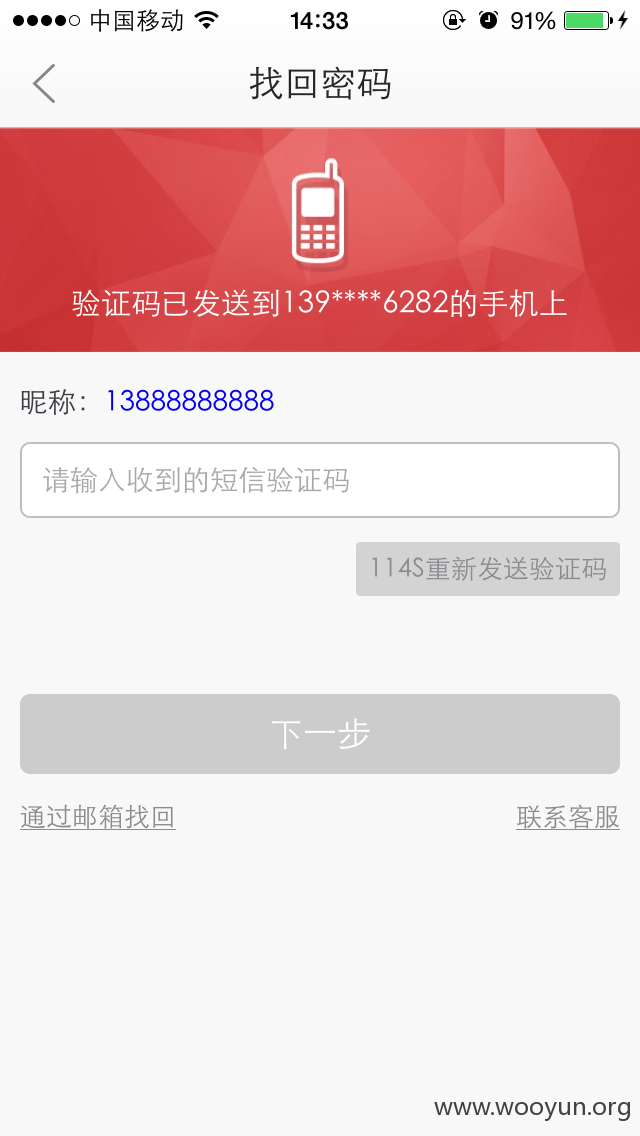 中国移动 14:33 91%
找回密码
验证码已发送到139****6282的手机上
昵称：13888888888
请输入收到的短信验证码
114S重新发送验证码
下一步
通过邮箱找回 联系客服
www.wooyun.org